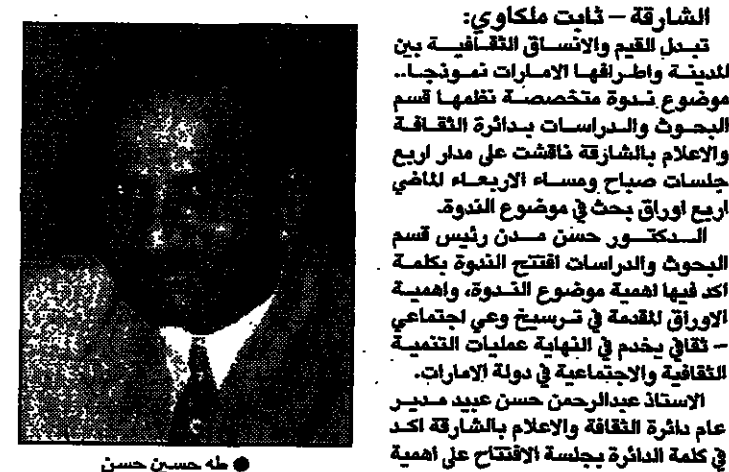 الشارقة – ثابت ملكاوي:
تبدل القيم والاتساق الثقافية بين
المدينة واطرافها الامارات نموذجا..
موضوع ندوة متخصصة نظمها قسم
البحوث والدراسات بدائرة الثقافة
والاعلام بالشارقة ناقشت على مدار اربع
جلسات صباح ومساء الاربعاء الماضي
اربع اوراق بحث في موضوع الندوة.
الدكتور حسن مدن رئيس قسم
البحوث والدراسات افتتح الندوة بكلمة
اكد فيها اهمية موضوع الندوة، واهمية
الاوراق المقدمة في ترسيخ وعي اجتماعي
– ثقافي يخدم في النهاية عمليات التنمية
الثقافية والاجتماعية في دولة الامارات.
الاستاذ عبدالرحمن حسن عبيد مدير
عام دائرة الثقافة والاعلام بالشارقة اكد
في كلمة الدائرة بجلسة الافتتاح على اهمية
● طه حسين حسن